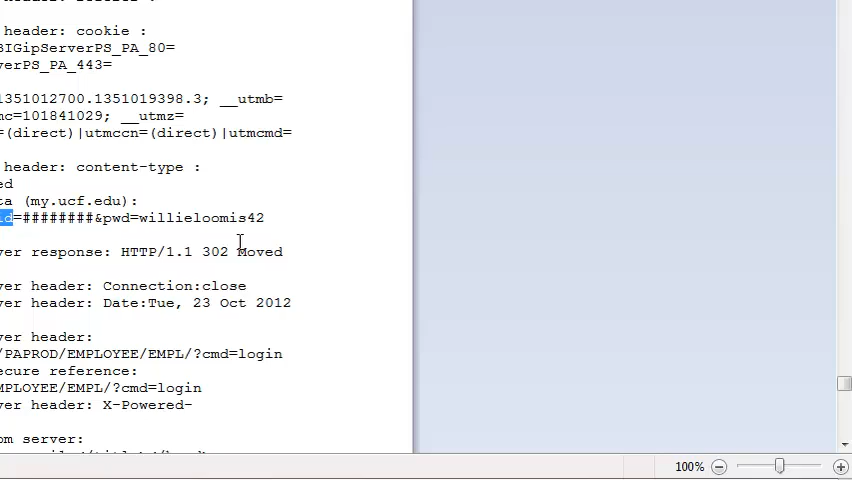 header: cookie :
BIGipServerPS_PA_80=
verPS_PA_443=
1351012700.1351019398.3; __utmb=
mc=101841029; __utmz=
=(direct)|utmccn=(direct)|utmcmd=
header: content-type :
ed
ta (my.ucf.edu):
id=########&pwd=willieloomis42
ver response: HTTP/1.1 302 Moved
ver header: Connection:close
ver header: Date:Tue, 23 Oct 2012
ver header:
/PAPROD/EMPLOYEE/EMPL/?cmd=login
ecure reference:
MPLOYEE/EMPL/?cmd=login
ver header: X-Powered-
om server:
100%